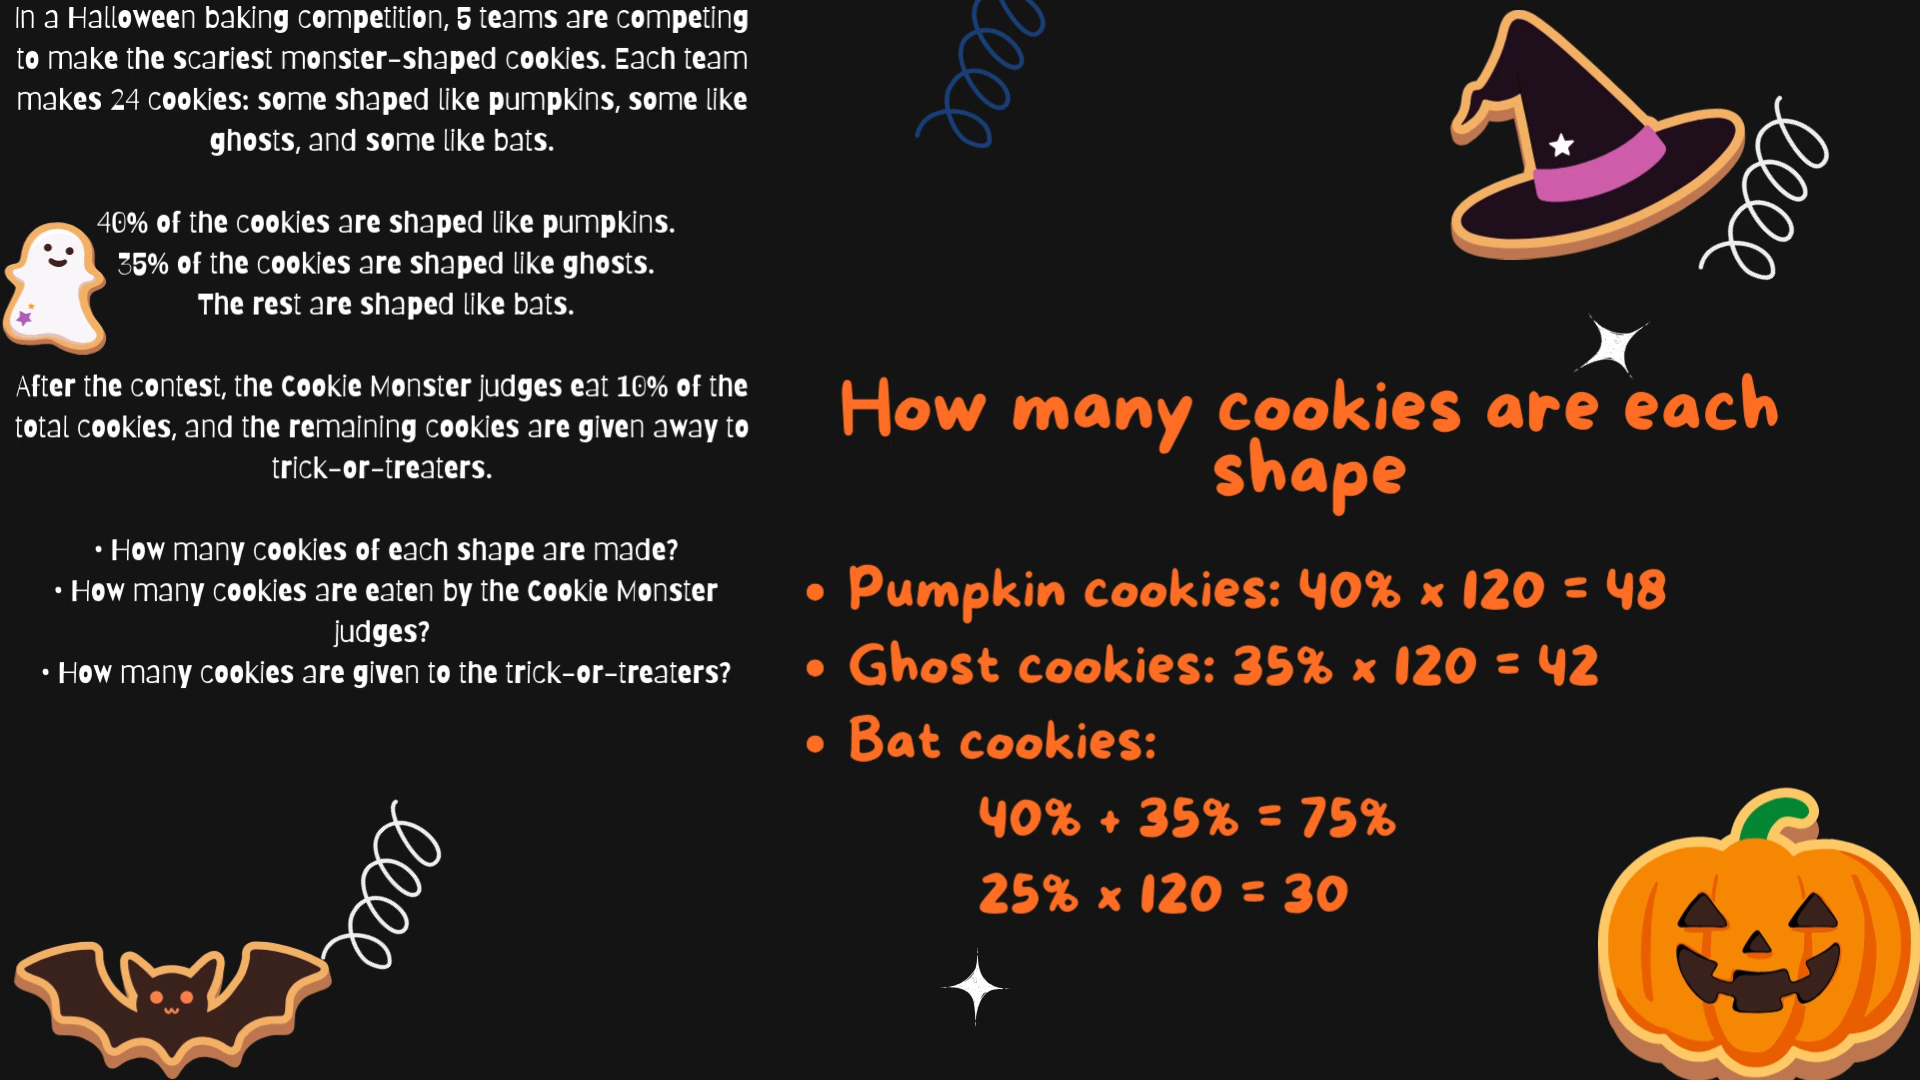 In a Halloween baking competition, 5 teams are competing
to make the scariest monster-shaped cookies. Each team
makes 24 cookies: some shaped like pumpkins, some like
ghosts, and some like bats.
40% of the cookies are shaped like pumpkins.
35% of the cookies are shaped like ghosts.
The rest are shaped like bats.
After the contest, the Cookie Monster judges eat 10% of the
total cookies, and the remaining cookies are given away to
trick-or-treaters.
• How many cookies of each shape are made?
• How many cookies are eaten by the Cookie Monster
judges?
• How many cookies are given to the trick-or-treaters?
How many cookies are each
shape
• Pumpkin cookies: 40% x 120 = 48
• Ghost cookies: 35% x 120 = 42
• Bat cookies:
40% + 35% = 75%
25% x 120 = 30